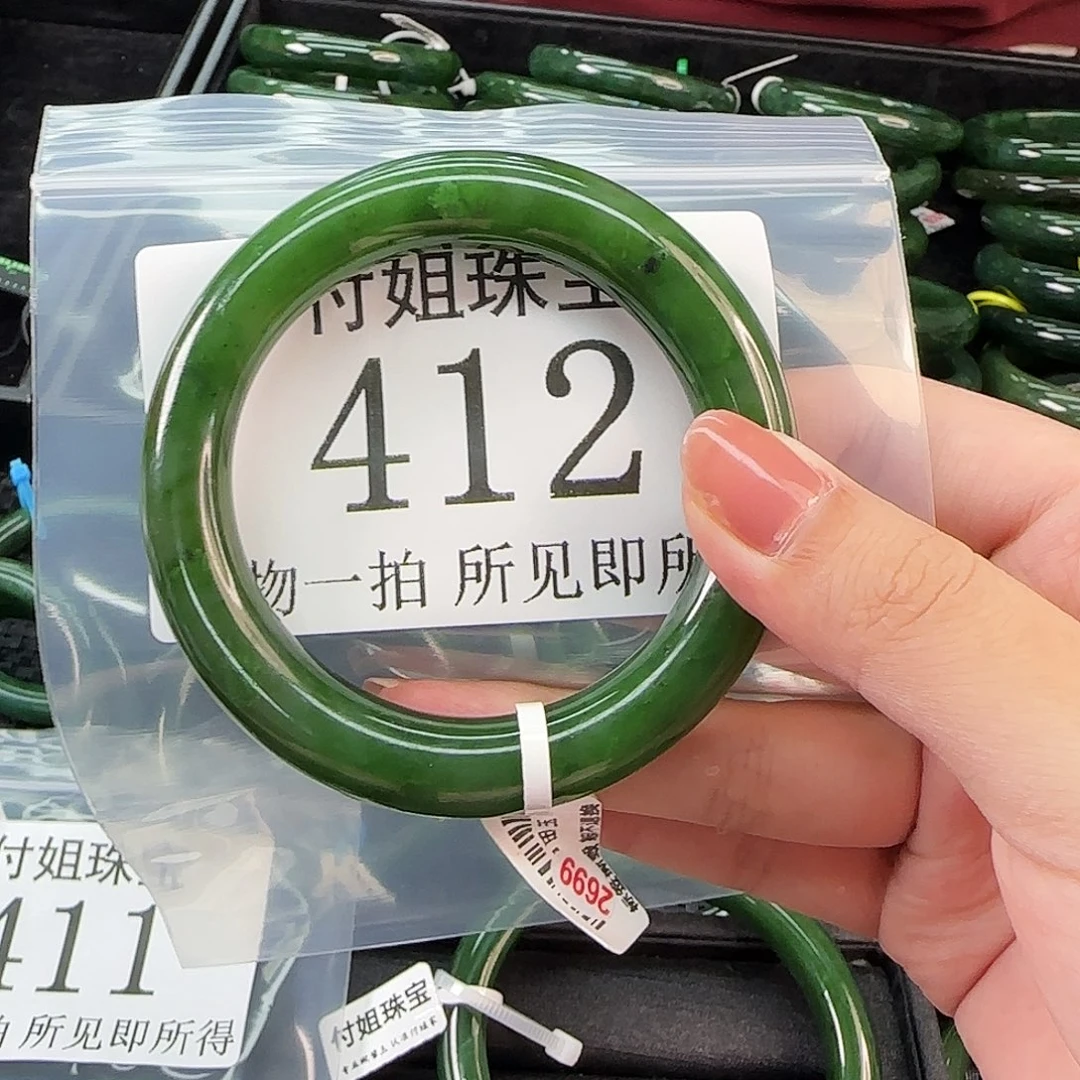 付姐珠宝
412
物一拍 所见即所
2699
付姐珠
411
拍 所见即所得
付姐珠宝